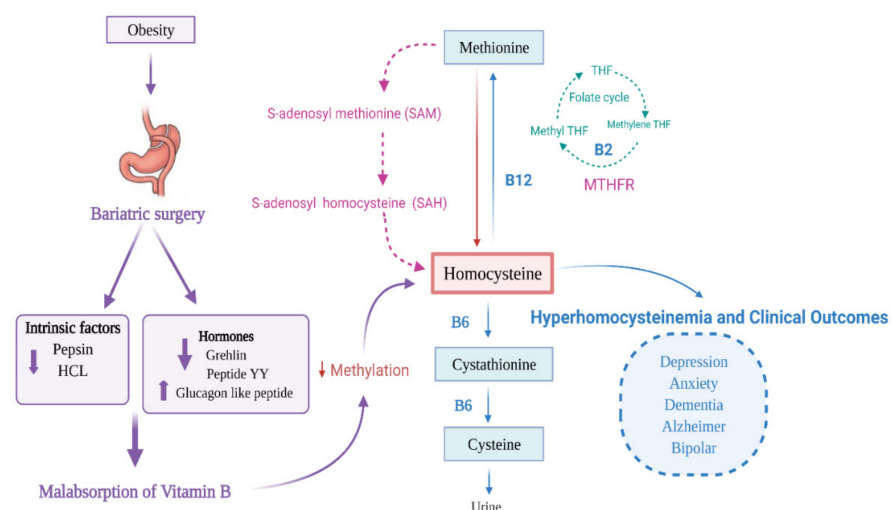 Obesity
Bariatric surgery
Intrinsic factors
Pepsin
HCL
Hormones
Grehlin
Peptide YY
Glucagon like peptide
Malabsorption of Vitamin B
Methylation
Methionine
S-adenosyl methionine (SAM)
S-adenosyl homocysteine (SAH)
B12
THF
Folate cycle
Methyl THF
Methylene THF
B2
MTHFR
Homocysteine
B6
Cystathionine
B6
Cysteine
Urine
Hyperhomocysteinemia and Clinical Outcomes
Depression
Anxiety
Dementia
Alzheimer
Bipolar